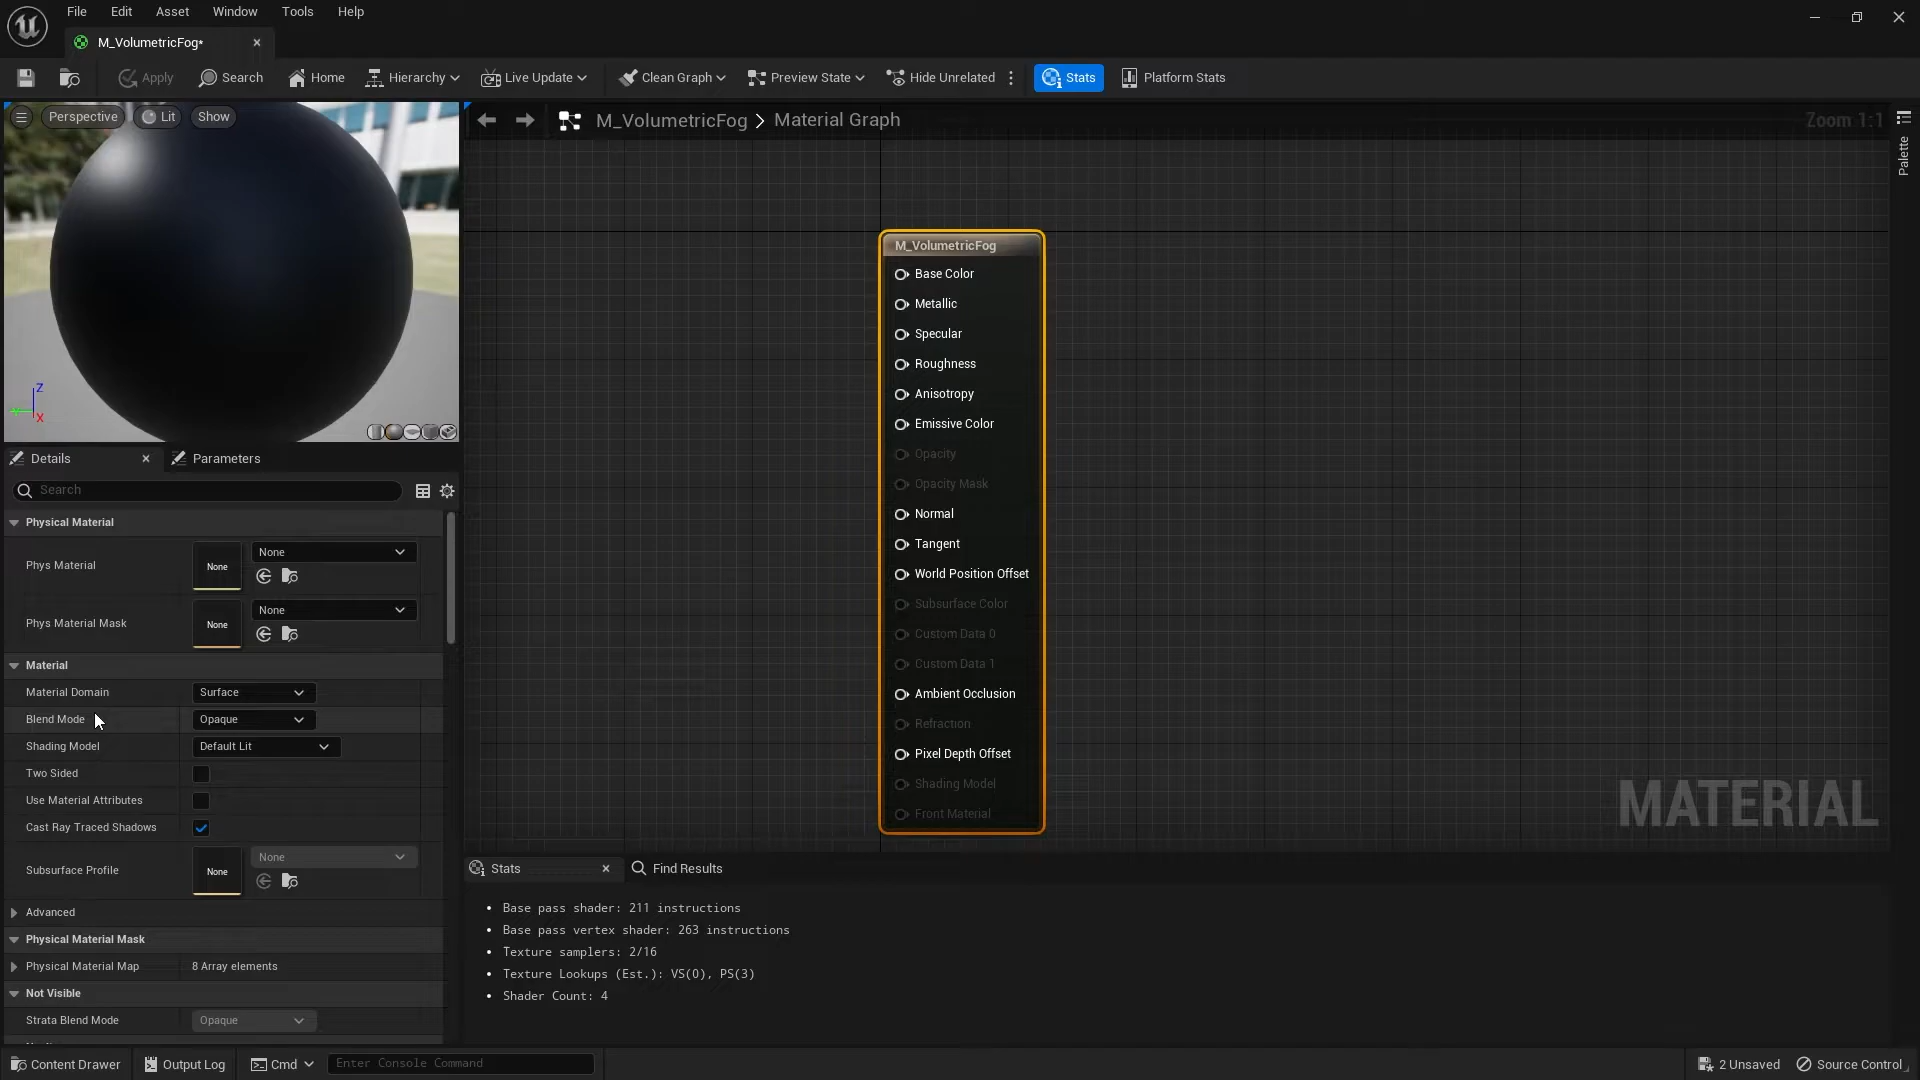 File Edit Asset Window Tools Help
M_VolumetricFog*
Apply Search Home Hierarchy Live Update Clean Graph Preview State Hide Unrelated Stats Platform Stats
Perspective Lit Show
M_VolumetricFog > Material Graph
Zoom 1:1
Palette
Z
Y
X
M_VolumetricFog
Base Color
Metallic
Specular
Roughness
Anisotropy
Emissive Color
Opacity
Opacity Mask
Normal
Tangent
World Position Offset
Subsurface Color
Custom Data 0
Custom Data 1
Ambient Occlusion
Refraction
Pixel Depth Offset
Shading Model
Front Material
MATERIAL
Details Parameters
Search
Physical Material
Phys Material None None
Phys Material Mask None None
Material
Material Domain Surface
Blend Mode Opaque
Shading Model Default Lit
Two Sided
Use Material Attributes
Cast Ray Traced Shadows
Subsurface Profile None None
Advanced
Physical Material Mask
Physical Material Map 8 Array elements
Not Visible
Strata Blend Mode Opaque
Stats Find Results
Base pass shader: 211 instructions
Base pass vertex shader: 263 instructions
Texture samplers: 2/16
Texture Lookups (Est.): VS(0), PS(3)
Shader Count: 4
Content Drawer Output Log Cmd Enter Console Command 2 Unsaved Source Control